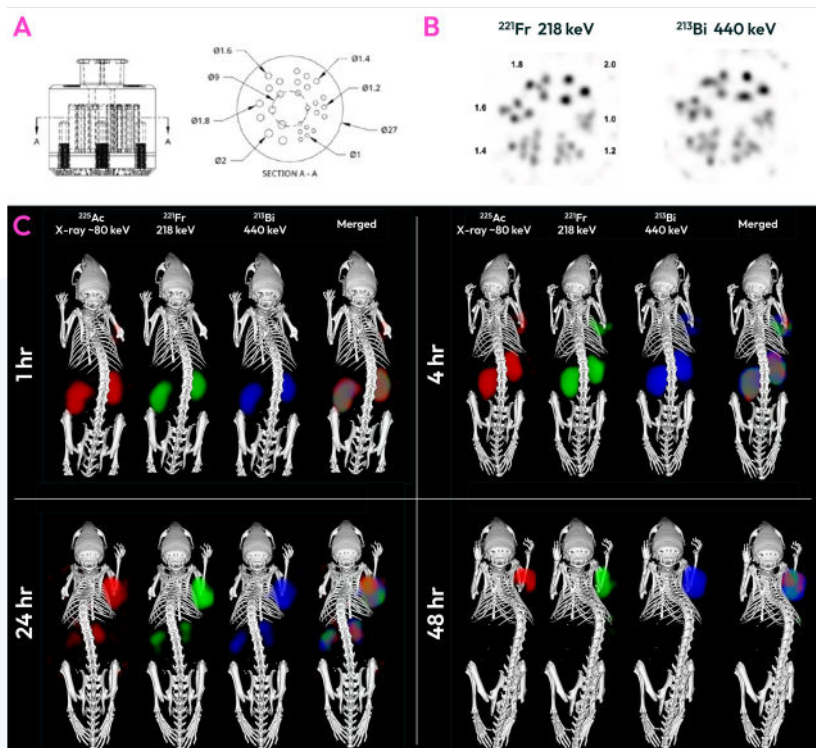 A
B
Ø1.6
Ø1.4
Ø9
Ø1.2
Ø1.8
Ø27
Ø2
Ø1
A
A
SECTION A - A
²²¹Fr 218 keV
²¹³Bi 440 keV
1.8
2.0
1.6
1.0
1.4
1.2
C
²²⁵Ac
X-ray ~80 keV
²²¹Fr
218 keV
²¹³Bi
440 keV
Merged
²²⁵Ac
X-ray ~80 keV
²²¹Fr
218 keV
²¹³Bi
440 keV
Merged
1 hr
4 hr
24 hr
48 hr